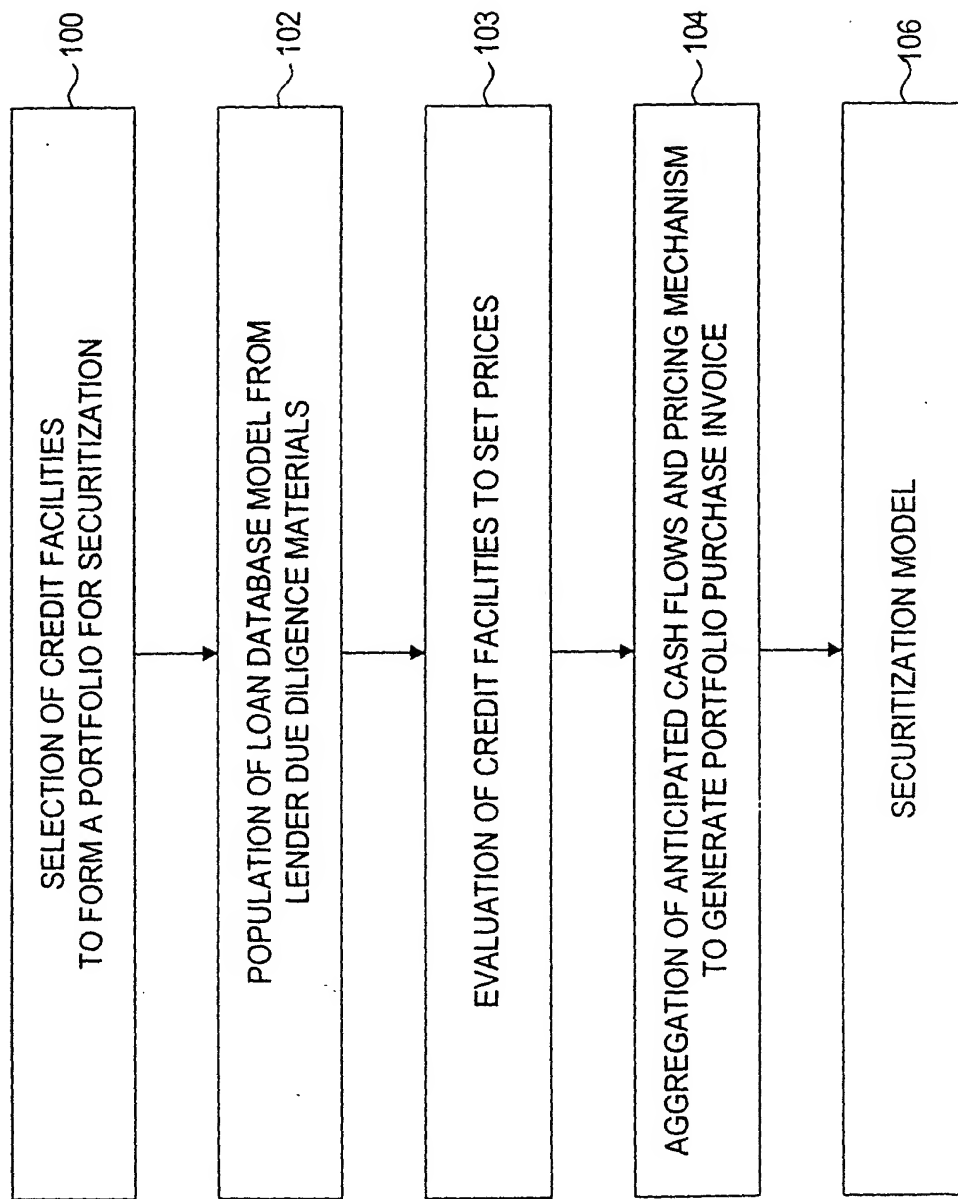 SELECTION OF CREDIT FACILITIES
TO FORM A PORTFOLIO FOR SECURITIZATION
100
POPULATION OF LOAN DATABASE MODEL FROM
LENDER DUE DILIGENCE MATERIALS
102
EVALUATION OF CREDIT FACILITIES TO SET PRICES
103
AGGREGATION OF ANTICIPATED CASH FLOWS AND PRICING MECHANISM
TO GENERATE PORTFOLIO PURCHASE INVOICE
104
SECURITIZATION MODEL
106